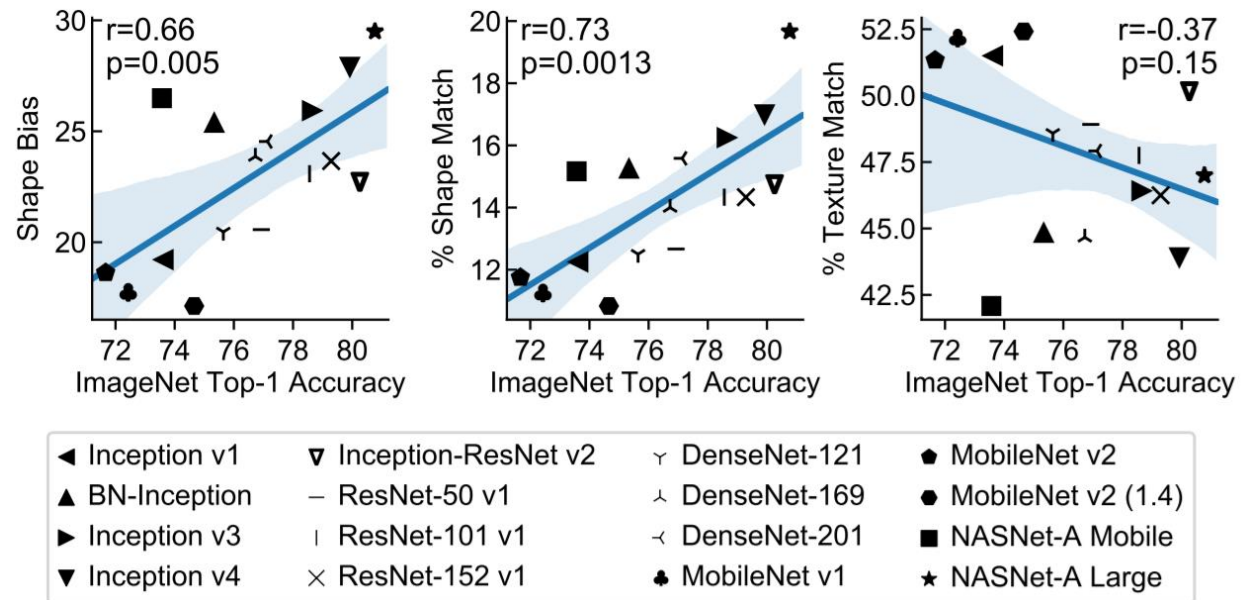 30
25
20
Shape Bias
r=0.66
p=0.005
72 74 76 78 80
ImageNet Top-1 Accuracy
20
18
16
14
12
% Shape Match
r=0.73
p=0.0013
72 74 76 78 80
ImageNet Top-1 Accuracy
52.5
50.0
47.5
45.0
42.5
% Texture Match
r=-0.37
p=0.15
72 74 76 78 80
ImageNet Top-1 Accuracy
Inception v1
BN-Inception
Inception v3
Inception v4
Inception-ResNet v2
ResNet-50 v1
ResNet-101 v1
ResNet-152 v1
DenseNet-121
DenseNet-169
DenseNet-201
MobileNet v1
MobileNet v2
MobileNet v2 (1.4)
NASNet-A Mobile
NASNet-A Large